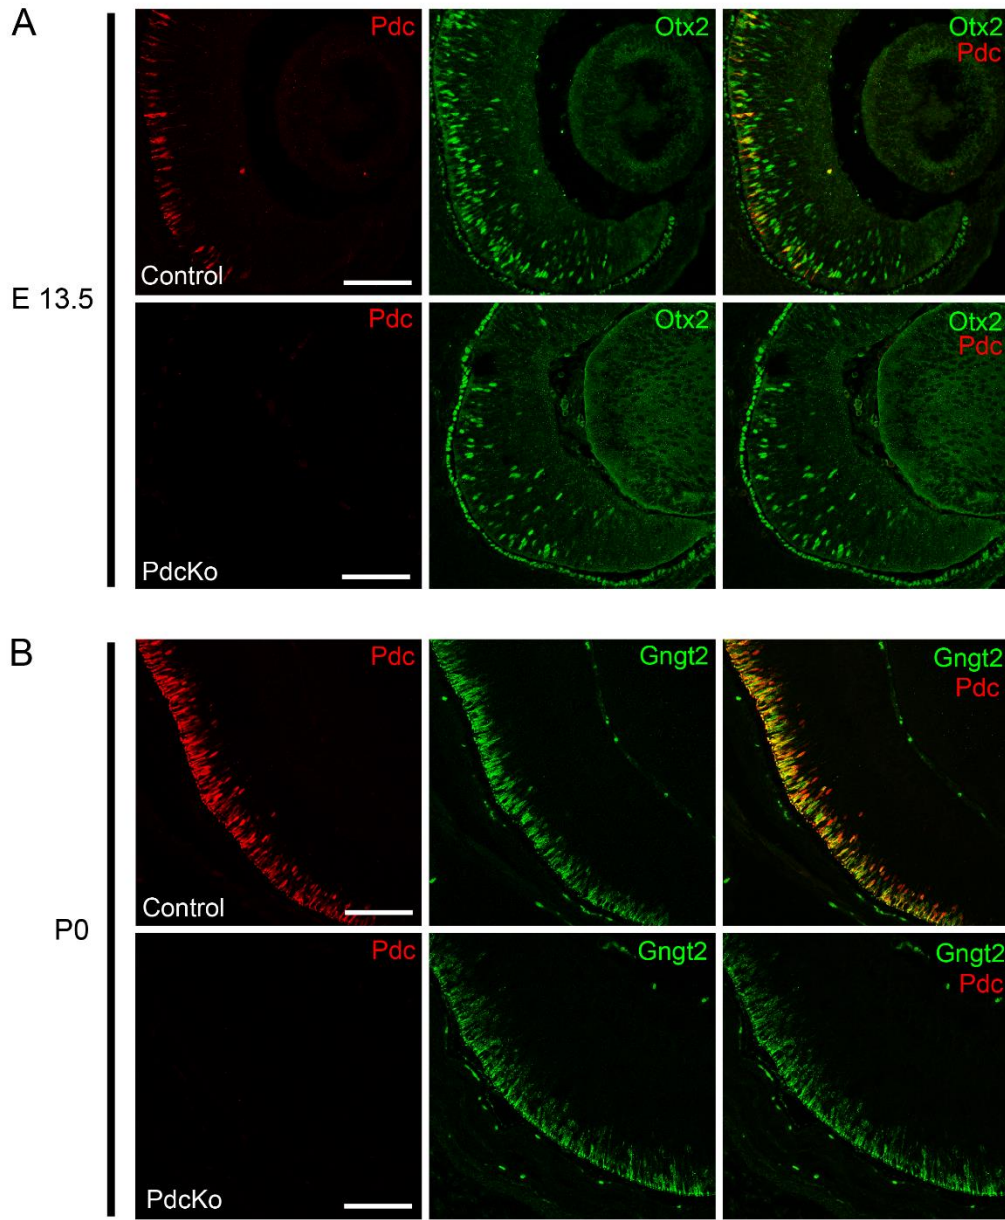 A
Pdc
Otx2
Otx2
Pdc
Control
E 13.5
Pdc
Otx2
Otx2
Pdc
PdcKo
B
Pdc
Gngt2
Gngt2
Pdc
Control
P0
Pdc
Gngt2
Gngt2
Pdc
PdcKo